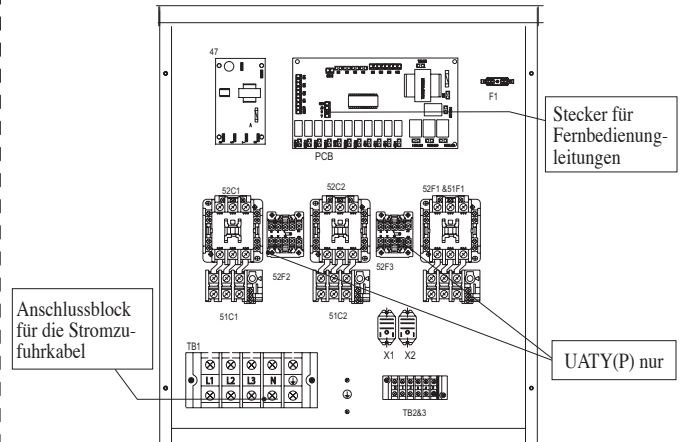 47
F1
PCB
Stecker für
Fernbedienung-
leitungen
52C1
52C2
52F1 &51F1
52F2
52F3
51C1
51C2
Anschlussblock
für die Stromzu-
fuhrkabel
TB1
L1 L2 L3 N
X1 X2
TB2&3
UATY(P) nur